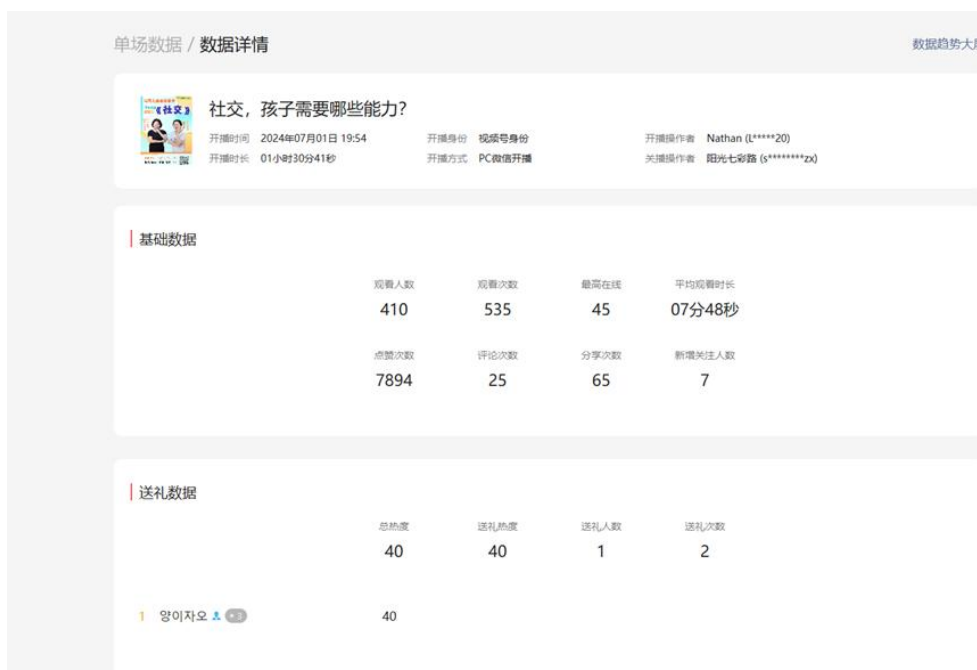 单场数据 / 数据详情
数据趋势大
社交，孩子需要哪些能力？
开播时间 2024年07月01日 19:54 开播身份 视频号身份 开播操作者 Nathan (L*****20)
开播时长 01小时30分41秒 开播方式 PC微信开播 关播操作者 阳光七彩路 (s********zx)
《社交》
基础数据
观看人数 观看次数 最高在线 平均观看时长
410 535 45 07分48秒
点赞次数 评论次数 分享次数 新增关注人数
7894 25 65 7
送礼数据
总热度 送礼热度 送礼人数 送礼次数
40 40 1 2
1 양이자오 3 40